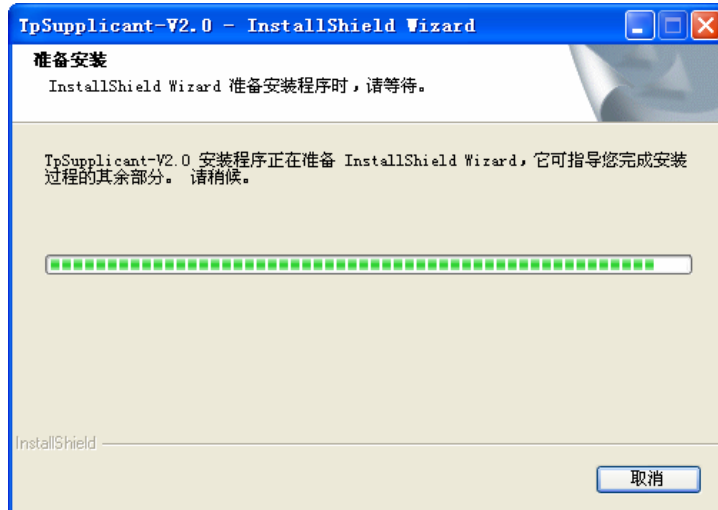 TpSupplicant-V2.0 - InstallShield Wizard
准备安装
InstallShield Wizard 准备安装程序时，请等待。
TpSupplicant-V2.0 安装程序正在准备 InstallShield Wizard，它可指导您完成安装
过程的其余部分。 请稍候。
InstallShield
取消